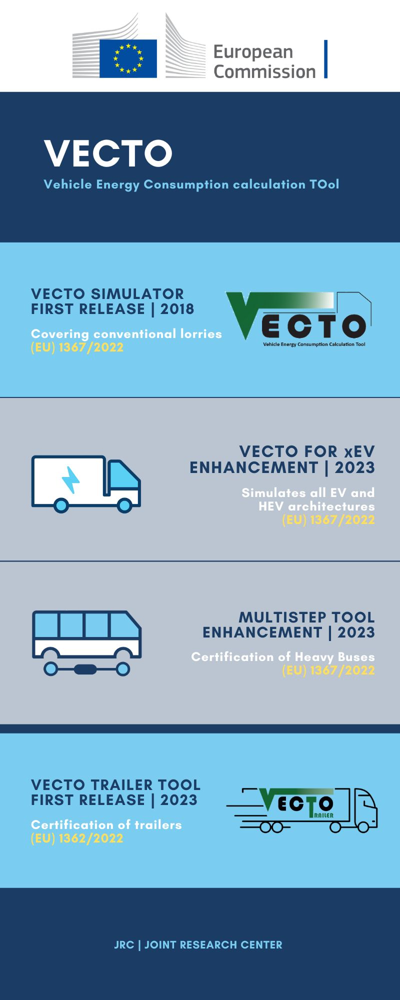 European
Commission
VECTO
Vehicle Energy Consumption calculation TOol
VECTO SIMULATOR
FIRST RELEASE | 2018
Covering conventional lorries
(EU) 1367/2022
VECTO
Vehicle Energy Consumption Calculation Tool
VECTO FOR xEV
ENHANCEMENT | 2023
Simulates all EV and
HEV architectures
(EU) 1367/2022
MULTISTEP TOOL
ENHANCEMENT | 2023
Certification of Heavy Buses
(EU) 1367/2022
VECTO TRAILER TOOL
FIRST RELEASE | 2023
Certification of trailers
(EU) 1362/2022
VECTO
TRAILER
JRC | JOINT RESEARCH CENTER